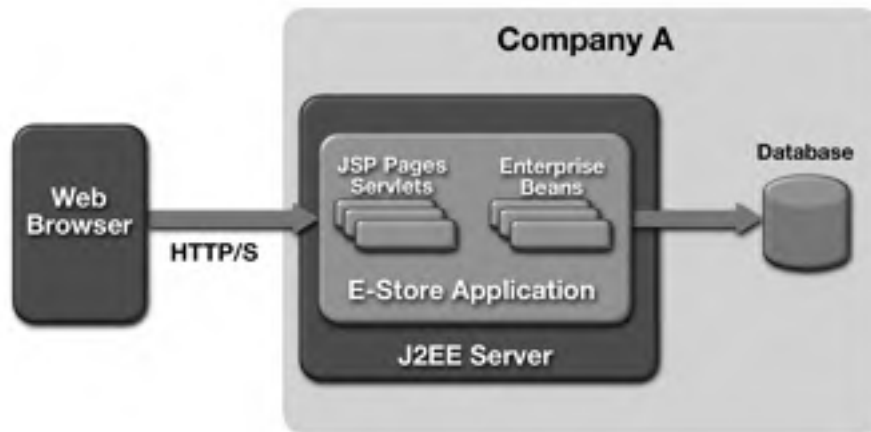 Company A
Web
Browser
HTTP/S
JSP Pages
Servlets
Enterprise
Beans
E-Store Application
J2EE Server
Database